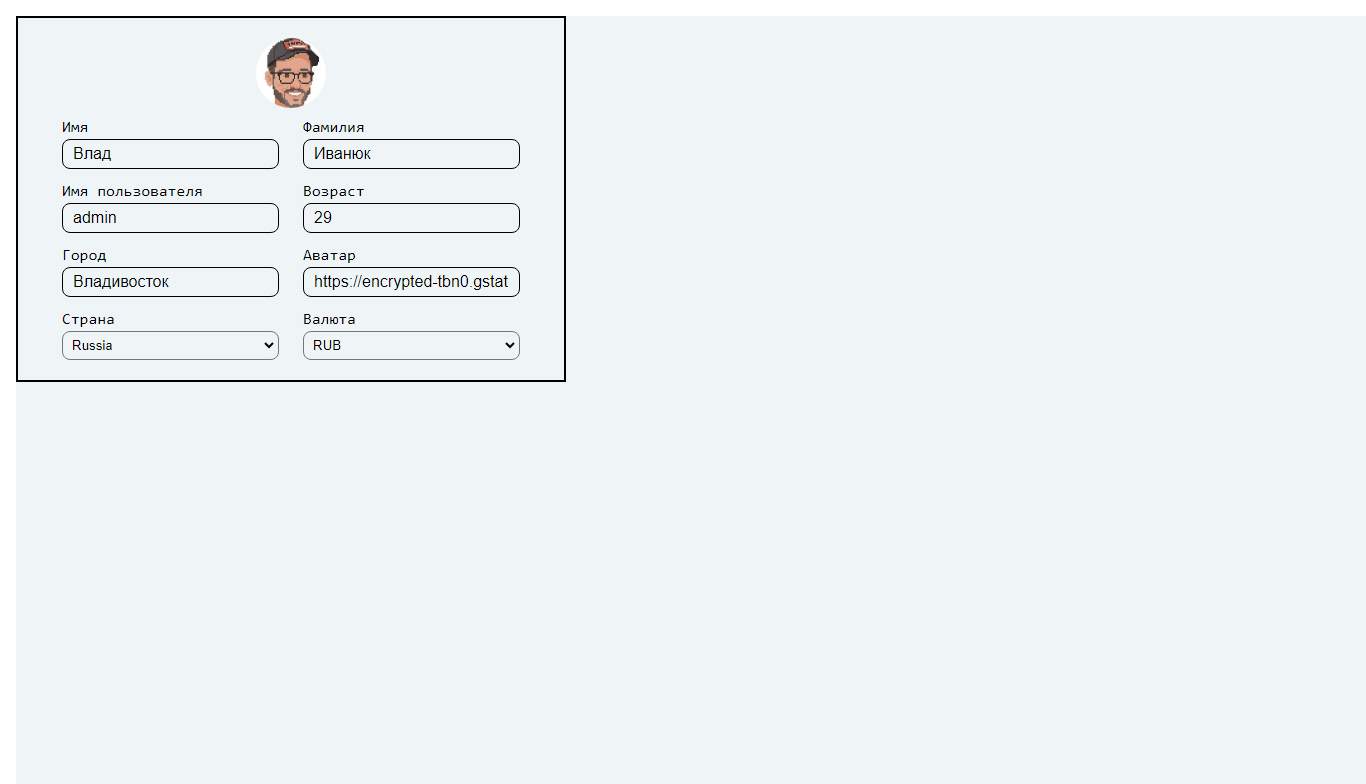 Имя Фамилия
Влад Иванюк
Имя пользователя Возраст
admin 29
Город Аватар
Владивосток https://encrypted-tbn0.gstat
Страна Валюта
Russia RUB